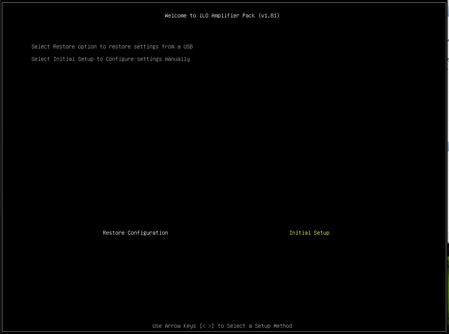 Welcome to iLO Amplifier Pack (v1.81)
Select Restore option to restore settings from a USB
Select Initial Setup to Configure settings manually
Restore Configuration Initial Setup
Use Arrow Keys [< >] to Select a Setup Method